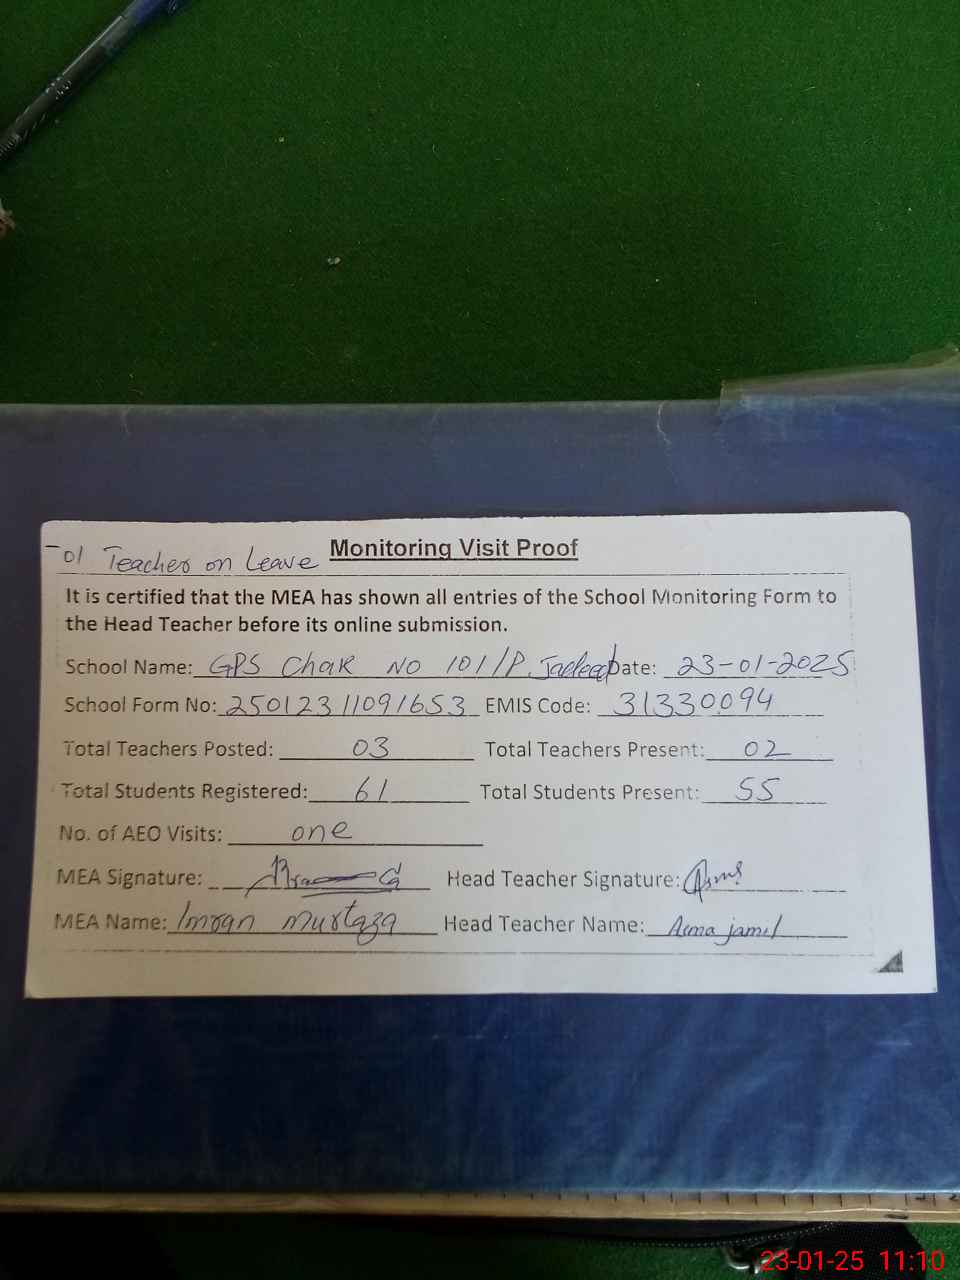 Monitoring Visit Proof
-01 Teacher on Leave
It is certified that the MEA has shown all entries of the School Monitoring Form to
the Head Teacher before its online submission.
School Name: GPS Chak NO 101/P. Jadeed Date: 23-01-2025
School Form No: 25012311091653 EMIS Code: 31330094
Total Teachers Posted: 03 Total Teachers Present: 02
Total Students Registered: 61 Total Students Present: 55
No. of AEO Visits: one
MEA Signature: Head Teacher Signature:
MEA Name: Imran Murtaza Head Teacher Name: Asma jamil
23-01-25 11:10